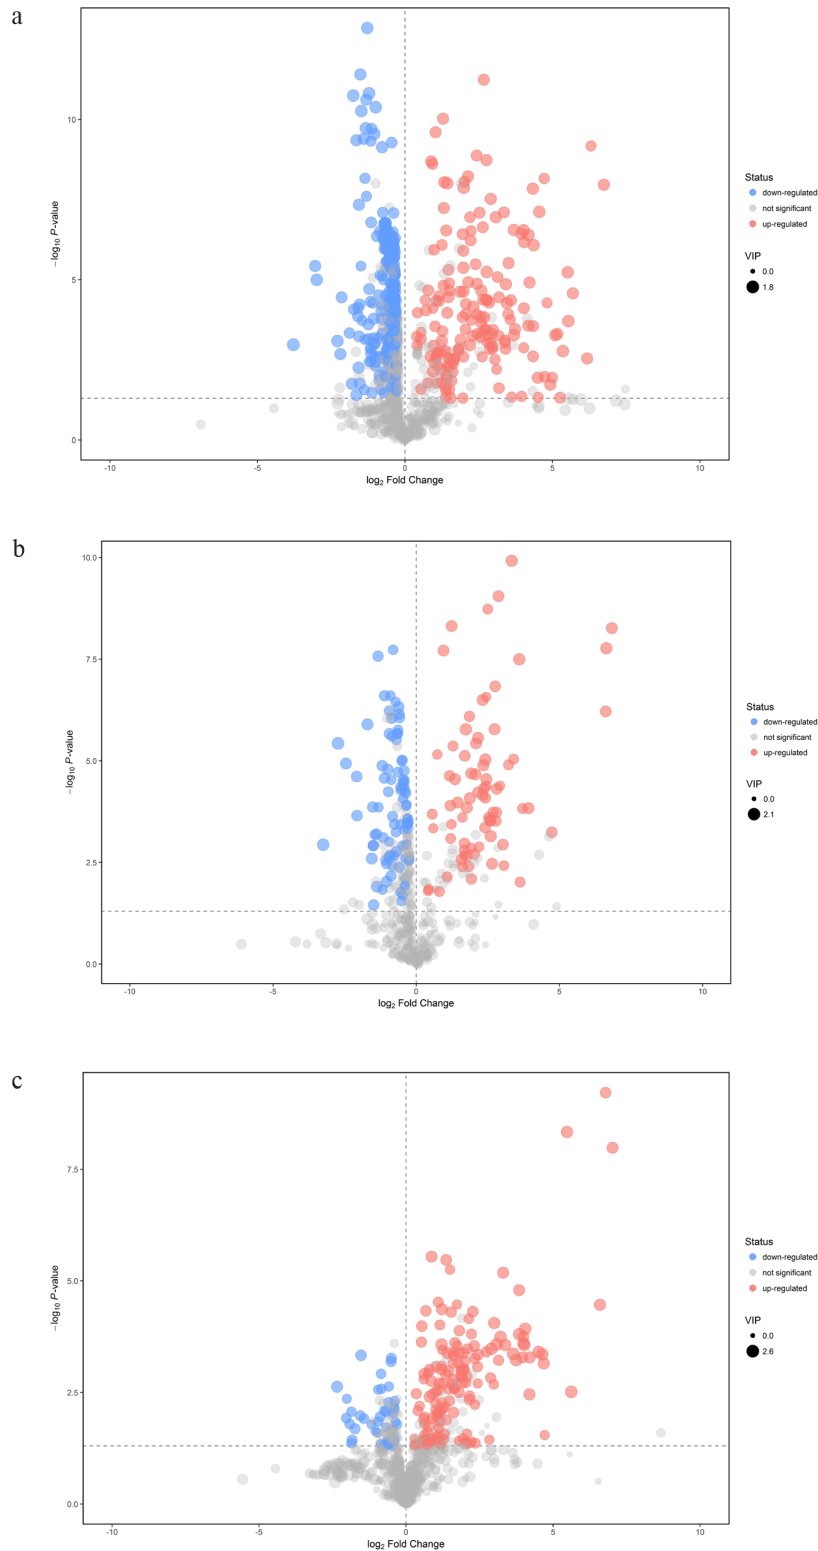 a
−log10 P-value
10
5
0
-10 -5 0 5 10
log2 Fold Change
Status
down-regulated
not significant
up-regulated
VIP
0.0
1.8
b
−log10 P-value
10.0
7.5
5.0
2.5
0.0
-10 -5 0 5 10
log2 Fold Change
Status
down-regulated
not significant
up-regulated
VIP
0.0
2.1
c
−log10 P-value
7.5
5.0
2.5
0.0
-10 -5 0 5 10
log2 Fold Change
Status
down-regulated
not significant
up-regulated
VIP
0.0
2.6